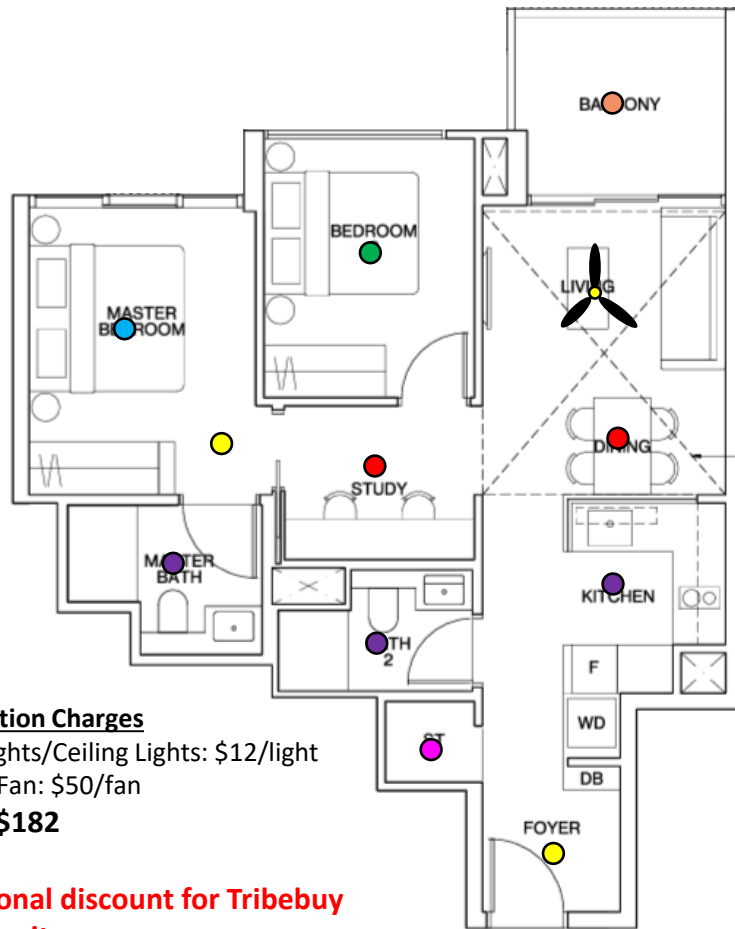 BALCONY
BEDROOM
LIVING
MASTER
BEDROOM
DINING
STUDY
MASTER
BATH
KITCHEN
BATH
2
F
WD
ST
DB
FOYER
tion Charges
ghts/Ceiling Lights: $12/light
Fan: $50/fan
$182
onal discount for Tribebuy